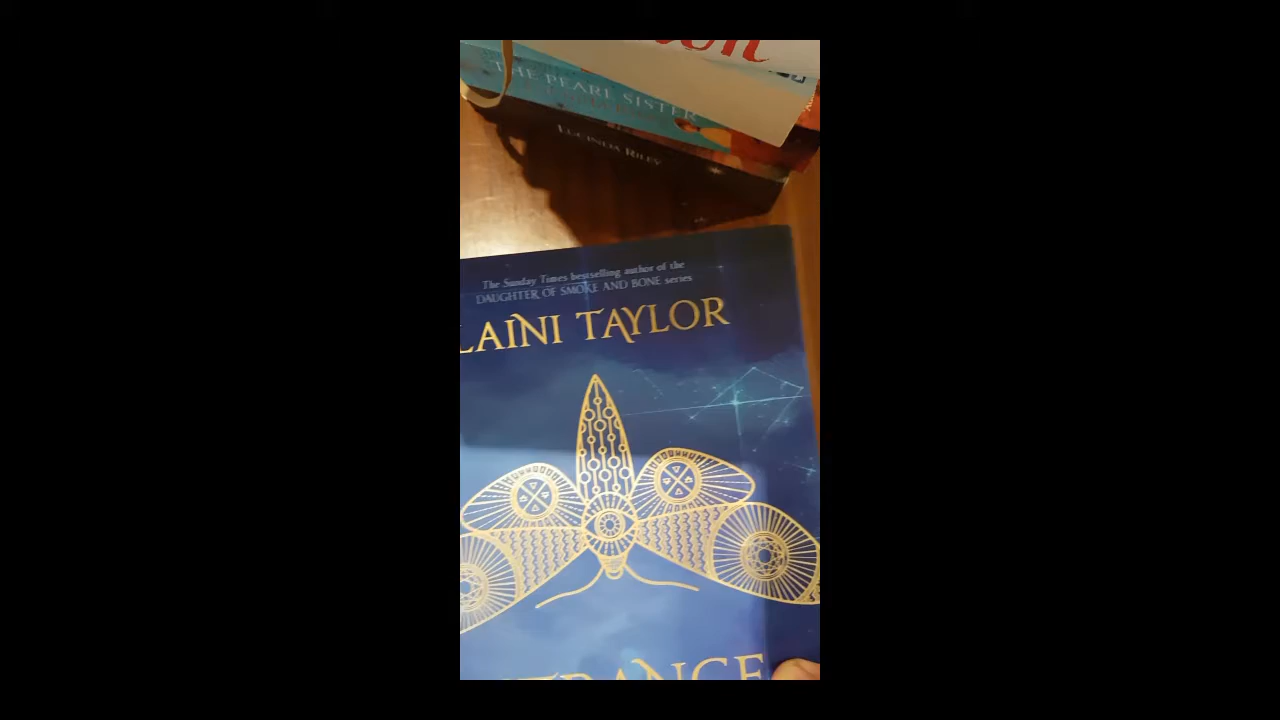 THE PEARL SISTER
LUCINDA RILEY
The Sunday Times bestselling author of the
DAUGHTER OF SMOKE AND BONE series
LAINI TAYLOR
STRANGE